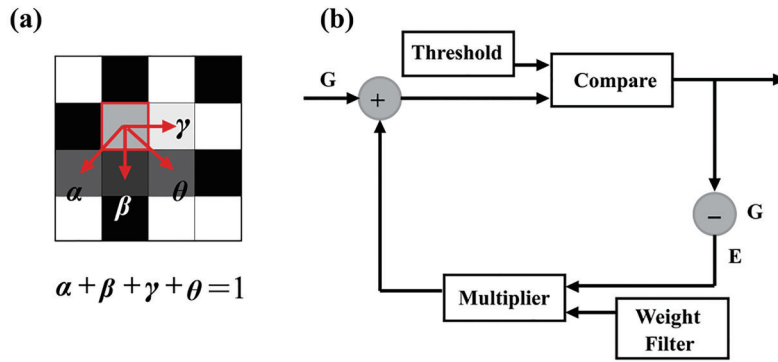 (a)
γ
α
β
θ
α+β+γ+θ=1
(b)
Threshold
G
+
Compare
−
G
E
Multiplier
Weight
Filter